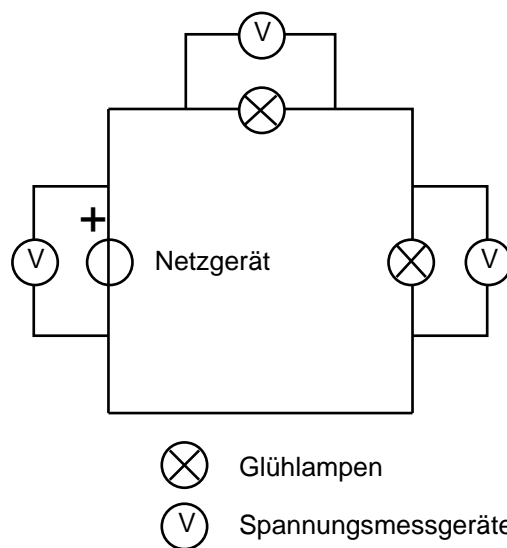 V
+
V
Netzgerät
V
Glühlampen
V
Spannungsmessgeräte